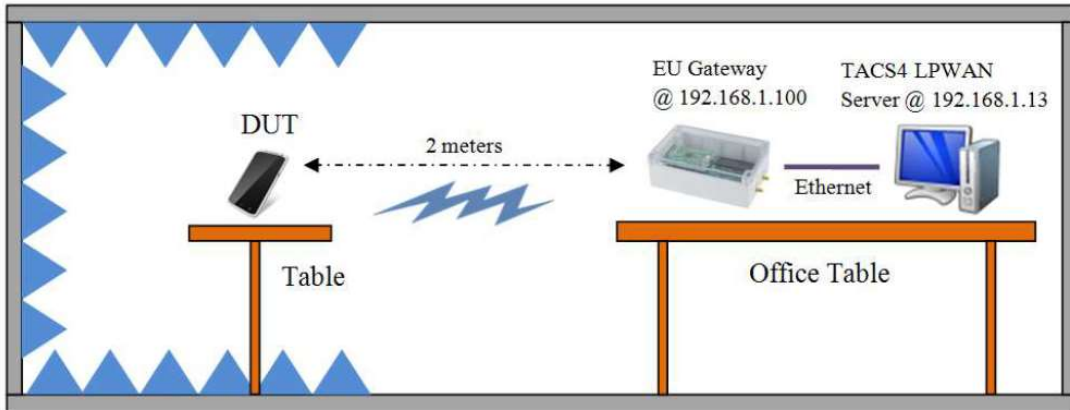 EU Gateway
@ 192.168.1.100
TACS4 LPWAN
Server @ 192.168.1.13
DUT
2 meters
Ethernet
Table
Office Table